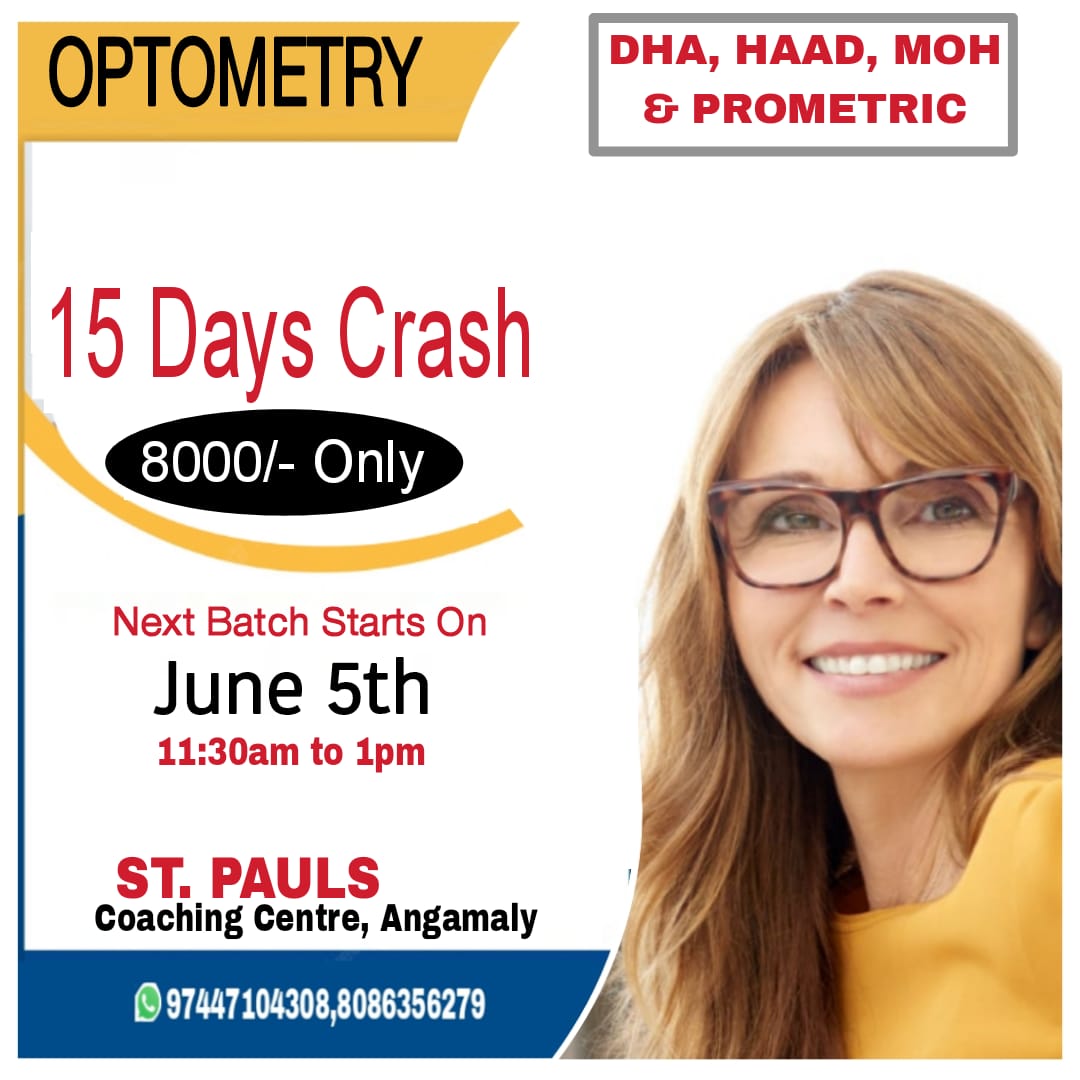 OPTOMETRY
DHA, HAAD, MOH
& PROMETRIC
15 Days Crash
8000/- Only
Next Batch Starts On
June 5th
11:30am to 1pm
ST. PAULS
Coaching Centre, Angamaly
97447104308,8086356279